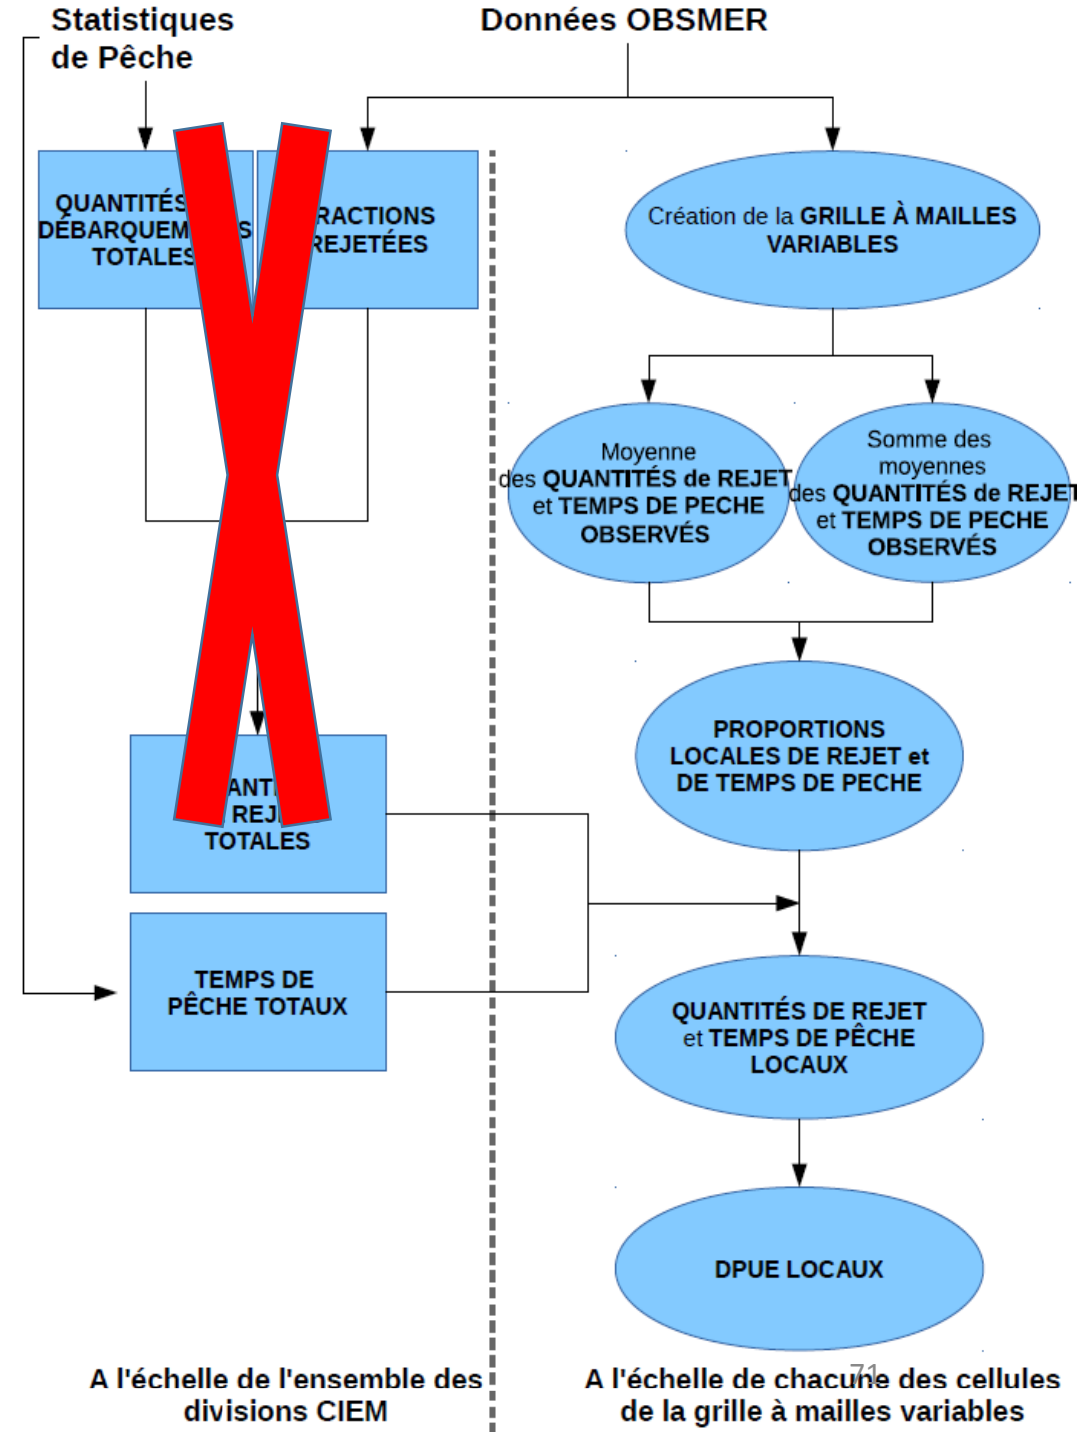 Statistiques
de Pêche
Données OBSMER
QUANTITÉS
DÉBARQUEM S
TOTALES
RACTIONS
REJETÉES
Création de la GRILLE À MAILLES
VARIABLES
Moyenne
des QUANTITÉS de REJET
et TEMPS DE PECHE
OBSERVÉS
Somme des
moyennes
des QUANTITÉS de REJET
et TEMPS DE PECHE
OBSERVÉS
PROPORTIONS
LOCALES DE REJET et
DE TEMPS DE PECHE
ANT
REJ
TOTALES
TEMPS DE
PÊCHE TOTAUX
QUANTITÉS DE REJET
et TEMPS DE PÊCHE
LOCAUX
DPUE LOCAUX
71
A l'échelle de l'ensemble des
divisions CIEM
A l'échelle de chacune des cellules
de la grille à mailles variables